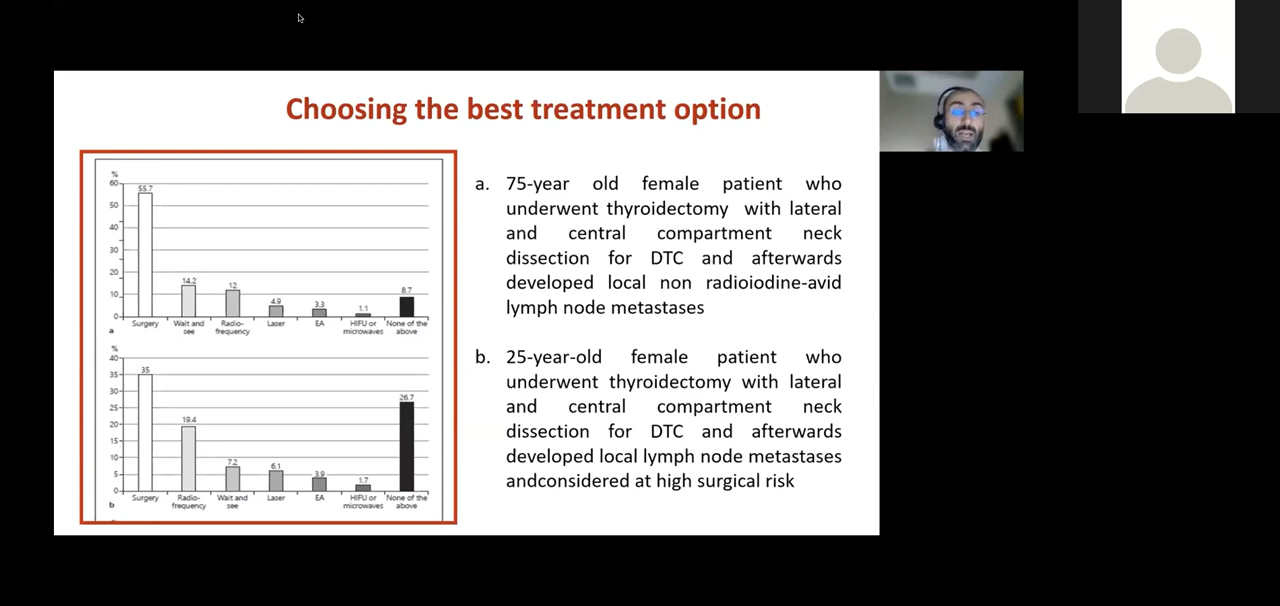 Choosing the best treatment option
%
60
50
40
30
20
10
0
55.7
14.2
12
4.9
3.3
1.1
8.7
Surgery
Wait and
see
Radio-
frequency
Laser
EA
HIFU or
microwaves
None of the
above
a
%
40
35
30
25
20
15
10
5
0
35
19.4
7.2
6.1
3.9
1.7
26.7
Surgery
Radio-
frequency
Wait and
see
Laser
EA
HIFU or
microwaves
None of the
above
b
a. 75-year old female patient who
underwent thyroidectomy with lateral
and central compartment neck
dissection for DTC and afterwards
developed local non radioiodine-avid
lymph node metastases
b. 25-year-old female patient who
underwent thyroidectomy with lateral
and central compartment neck
dissection for DTC and afterwards
developed local lymph node metastases
andconsidered at high surgical risk